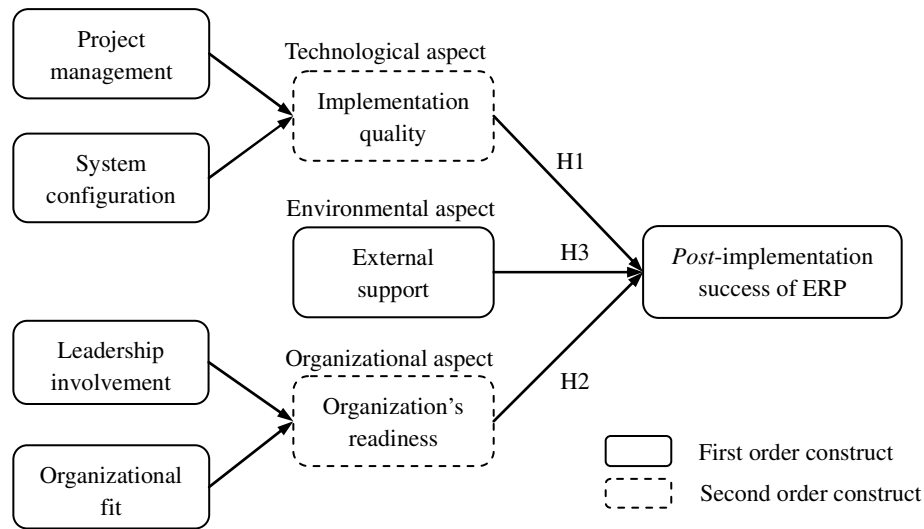 Project
management
System
configuration
Technological aspect
Implementation
quality
H1
Environmental aspect
External
support
H3
Post-implementation
success of ERP
Leadership
involvement
Organizational
fit
Organizational aspect
Organization’s
readiness
H2
First order construct
Second order construct